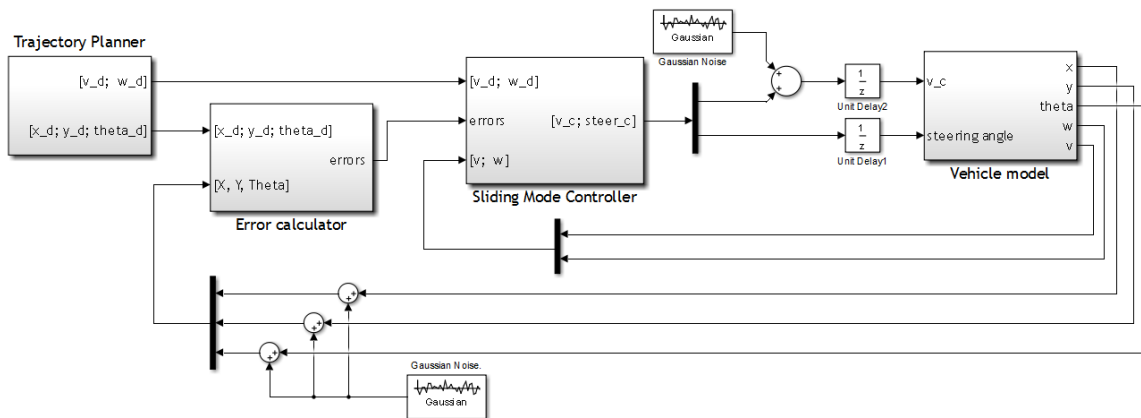 Trajectory Planner
[v_d; w_d]
[x_d; y_d; theta_d]
[x_d; y_d; theta_d]
errors
[X, Y, Theta]
Error calculator
[v_d; w_d]
errors
[v; w]
[v_c; steer_c]
Sliding Mode Controller
Gaussian
Gaussian Noise
+
+
1
z
Unit Delay2
1
z
Unit Delay1
v_c
steering angle
x
y
theta
w
v
Vehicle model
+
+
+
+
+
+
Gaussian Noise.
Gaussian